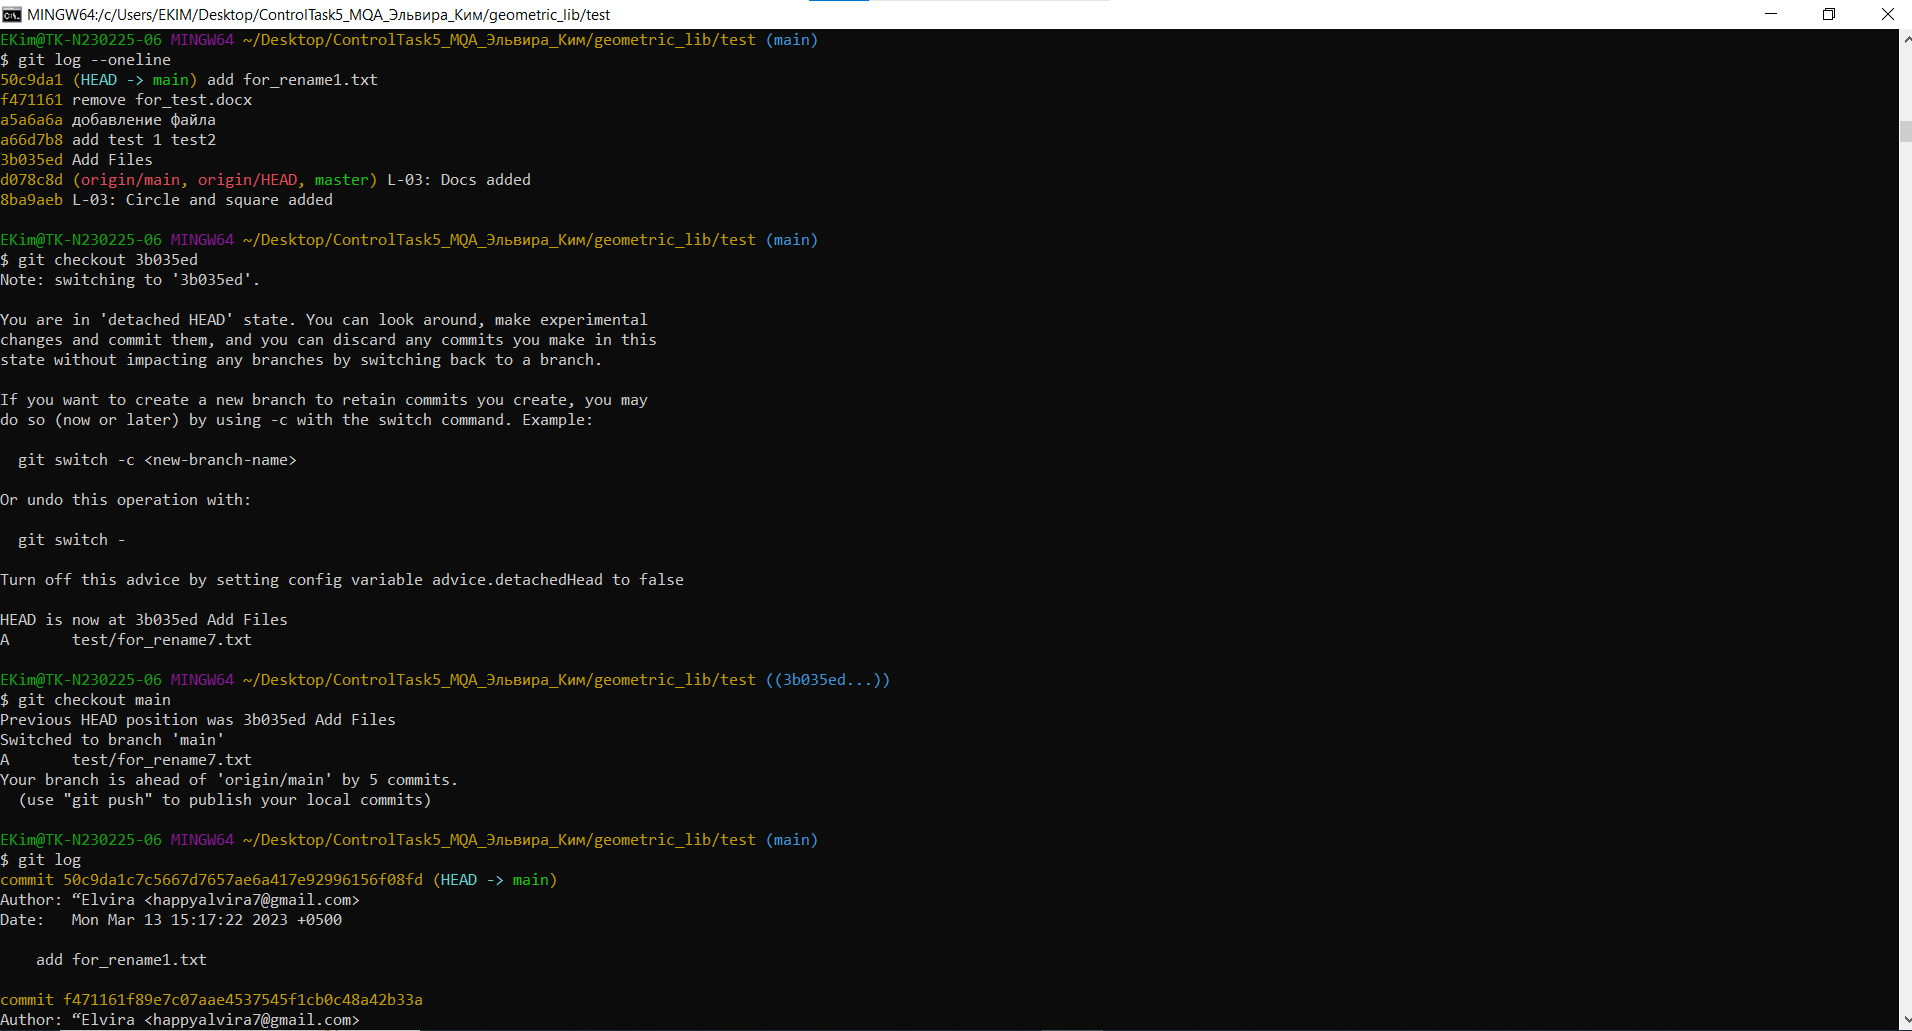 MINGW64:/c/Users/EKIM/Desktop/ControlTask5_MQA_Эльвира_Ким/geometric_lib/test
EKim@TK-N230225-06 MINGW64 ~/Desktop/ControlTask5_MQA_Эльвира_Ким/geometric_lib/test (main)
$ git log --oneline
50c9da1 (HEAD -> main) add for_rename1.txt
f471161 remove for_test.docx
a5a6a6a добавление файла
a66d7b8 add test 1 test2
3b035ed Add Files
d078c8d (origin/main, origin/HEAD, master) L-03: Docs added
8ba9aeb L-03: Circle and square added
EKim@TK-N230225-06 MINGW64 ~/Desktop/ControlTask5_MQA_Эльвира_Ким/geometric_lib/test (main)
$ git checkout 3b035ed
Note: switching to '3b035ed'.
You are in 'detached HEAD' state. You can look around, make experimental
changes and commit them, and you can discard any commits you make in this
state without impacting any branches by switching back to a branch.
If you want to create a new branch to retain commits you create, you may
do so (now or later) by using -c with the switch command. Example:
git switch -c <new-branch-name>
Or undo this operation with:
git switch -
Turn off this advice by setting config variable advice.detachedHead to false
HEAD is now at 3b035ed Add Files
A       test/for_rename7.txt
EKim@TK-N230225-06 MINGW64 ~/Desktop/ControlTask5_MQA_Эльвира_Ким/geometric_lib/test ((3b035ed...))
$ git checkout main
Previous HEAD position was 3b035ed Add Files
Switched to branch 'main'
A       test/for_rename7.txt
Your branch is ahead of 'origin/main' by 5 commits.
(use "git push" to publish your local commits)
EKim@TK-N230225-06 MINGW64 ~/Desktop/ControlTask5_MQA_Эльвира_Ким/geometric_lib/test (main)
$ git log
commit 50c9da1c7c5667d7657ae6a417e92996156f08fd (HEAD -> main)
Author: “Elvira <happyalvira7@gmail.com>
Date:   Mon Mar 13 15:17:22 2023 +0500
add for_rename1.txt
commit f471161f89e7c07aae4537545f1cb0c48a42b33a
Author: “Elvira <happyalvira7@gmail.com>